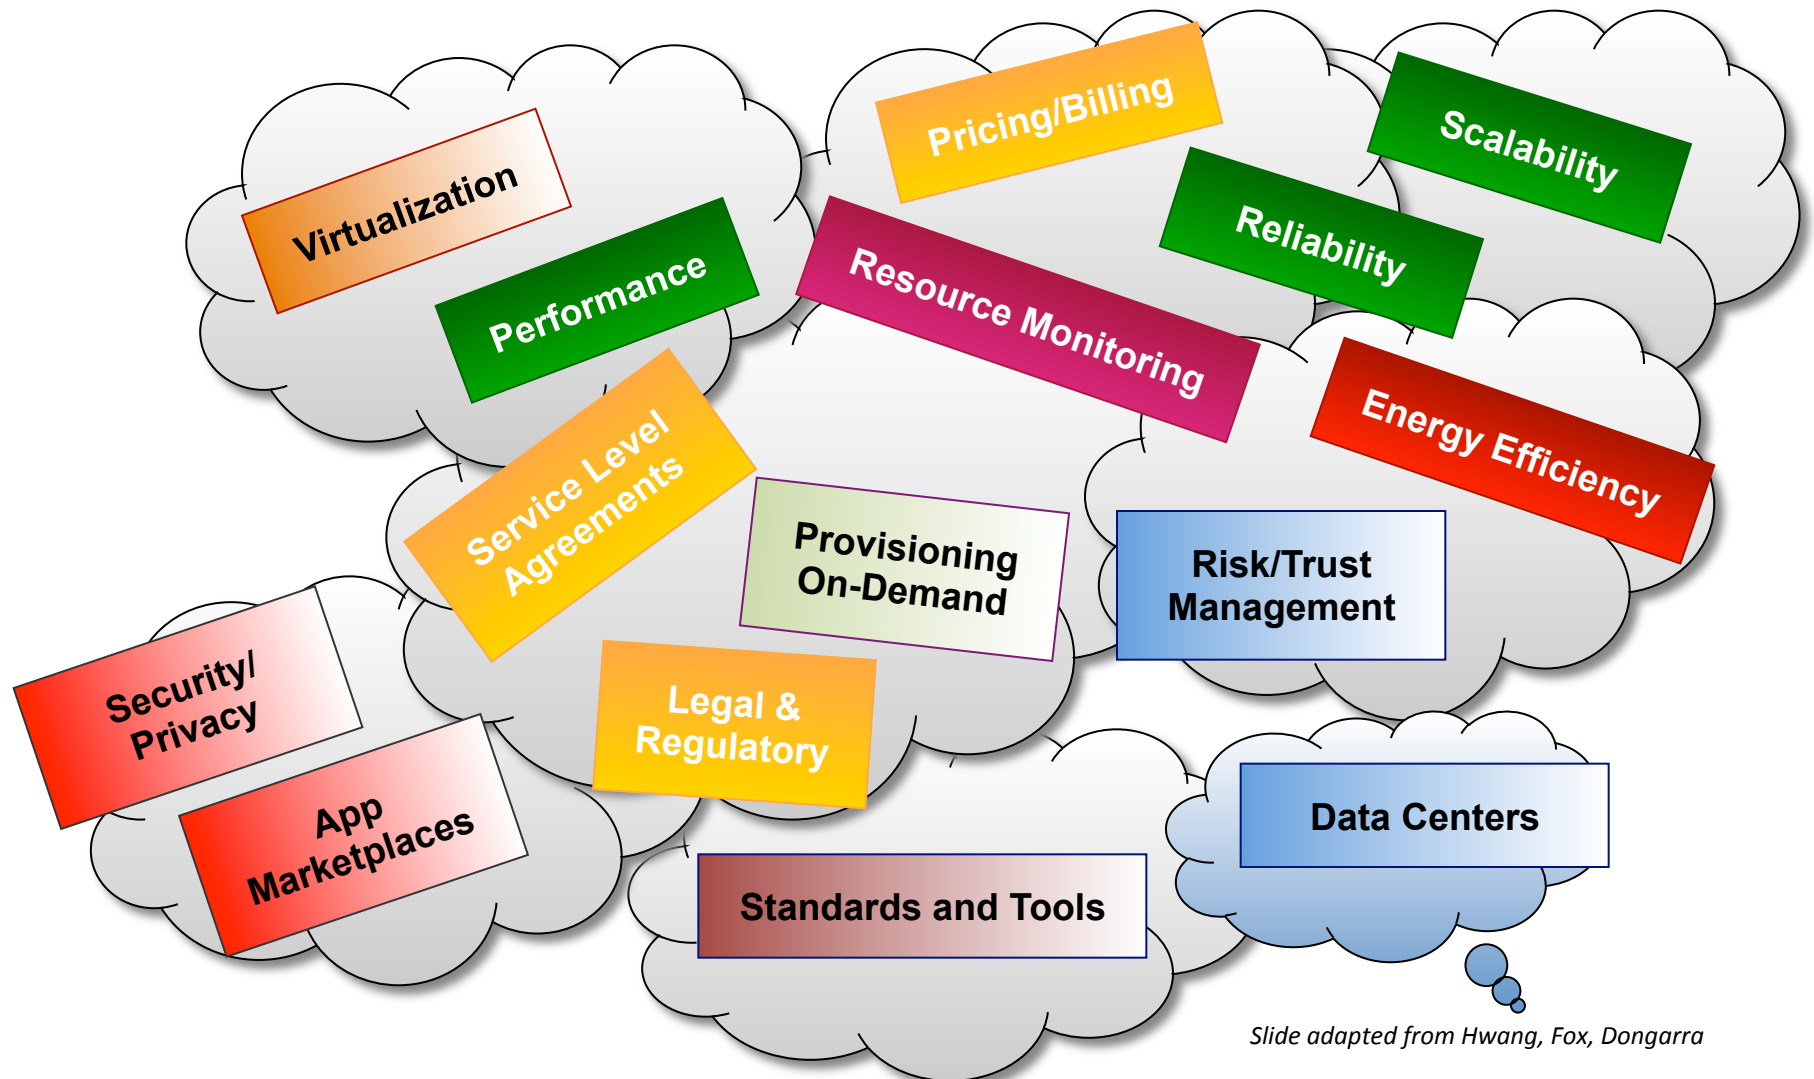 Pricing/Billing
Scalability
Virtualization
Reliability
Performance
Resource Monitoring
Energy Efficiency
Service Level
Agreements
Provisioning
On-Demand
Risk/Trust
Management
Security/
Privacy
Legal &
Regulatory
App
Marketplaces
Data Centers
Standards and Tools
Slide adapted from Hwang, Fox, Dongarra